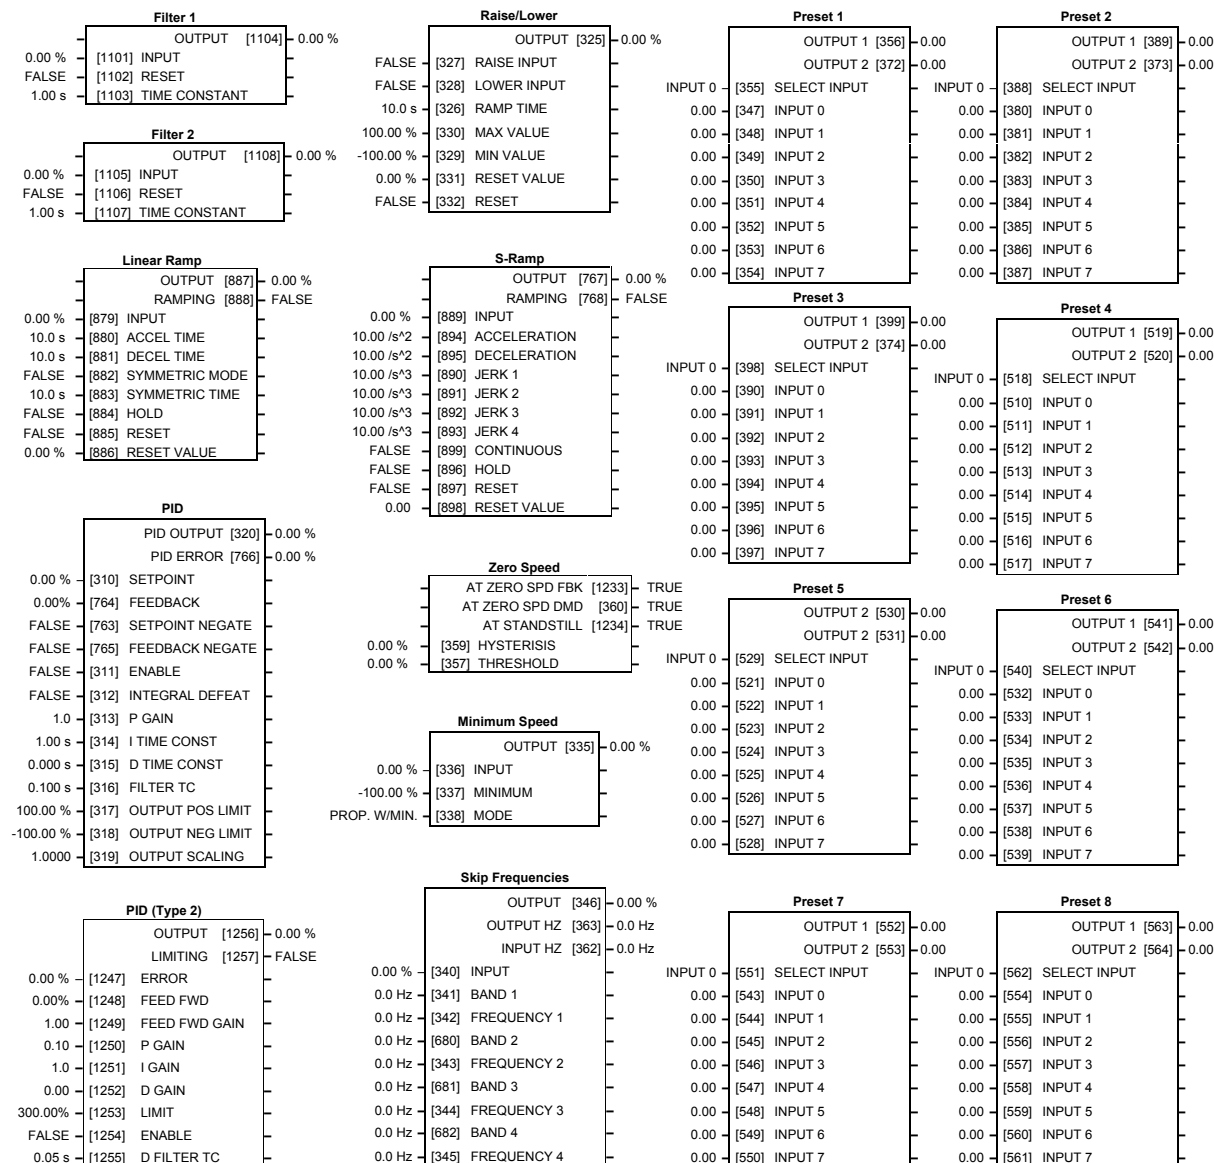 Filter 1
OUTPUT [1104] 0.00 %
0.00 % [1101] INPUT
FALSE [1102] RESET
1.00 s [1103] TIME CONSTANT
Filter 2
OUTPUT [1108] 0.00 %
0.00 % [1105] INPUT
FALSE [1106] RESET
1.00 s [1107] TIME CONSTANT
Linear Ramp
OUTPUT [887] 0.00 %
RAMPING [888] FALSE
0.00 % [879] INPUT
10.0 s [880] ACCEL TIME
10.0 s [881] DECEL TIME
FALSE [882] SYMMETRIC MODE
10.0 s [883] SYMMETRIC TIME
FALSE [884] HOLD
FALSE [885] RESET
0.00 % [886] RESET VALUE
PID
PID OUTPUT [320] 0.00 %
PID ERROR [766] 0.00 %
0.00 % [310] SETPOINT
0.00% [764] FEEDBACK
FALSE [763] SETPOINT NEGATE
FALSE [765] FEEDBACK NEGATE
FALSE [311] ENABLE
FALSE [312] INTEGRAL DEFEAT
1.0 [313] P GAIN
1.00 s [314] I TIME CONST
0.000 s [315] D TIME CONST
0.100 s [316] FILTER TC
100.00 % [317] OUTPUT POS LIMIT
-100.00 % [318] OUTPUT NEG LIMIT
1.0000 [319] OUTPUT SCALING
PID (Type 2)
OUTPUT [1256] 0.00 %
LIMITING [1257] FALSE
0.00 % [1247] ERROR
0.00% [1248] FEED FWD
1.00 [1249] FEED FWD GAIN
0.10 [1250] P GAIN
1.0 [1251] I GAIN
0.00 [1252] D GAIN
300.00% [1253] LIMIT
FALSE [1254] ENABLE
0.05 s [1255] D FILTER TC
Raise/Lower
OUTPUT [325] 0.00 %
FALSE [327] RAISE INPUT
FALSE [328] LOWER INPUT
10.0 s [326] RAMP TIME
100.00 % [330] MAX VALUE
-100.00 % [329] MIN VALUE
0.00 % [331] RESET VALUE
FALSE [332] RESET
S-Ramp
OUTPUT [767] 0.00 %
RAMPING [768] FALSE
0.00 % [889] INPUT
10.00 /s^2 [894] ACCELERATION
10.00 /s^2 [895] DECELERATION
10.00 /s^3 [890] JERK 1
10.00 /s^3 [891] JERK 2
10.00 /s^3 [892] JERK 3
10.00 /s^3 [893] JERK 4
FALSE [899] CONTINUOUS
FALSE [896] HOLD
FALSE [897] RESET
0.00 [898] RESET VALUE
Zero Speed
AT ZERO SPD FBK [1233] TRUE
AT ZERO SPD DMD [360] TRUE
AT STANDSTILL [1234] TRUE
0.00 % [359] HYSTERISIS
0.00 % [357] THRESHOLD
Minimum Speed
OUTPUT [335] 0.00 %
0.00 % [336] INPUT
-100.00 % [337] MINIMUM
PROP. W/MIN. [338] MODE
Skip Frequencies
OUTPUT [346] 0.00 %
OUTPUT HZ [363] 0.0 Hz
INPUT HZ [362] 0.0 Hz
0.00 % [340] INPUT
0.0 Hz [341] BAND 1
0.0 Hz [342] FREQUENCY 1
0.0 Hz [680] BAND 2
0.0 Hz [343] FREQUENCY 2
0.0 Hz [681] BAND 3
0.0 Hz [344] FREQUENCY 3
0.0 Hz [682] BAND 4
0.0 Hz [345] FREQUENCY 4
Preset 1
OUTPUT 1 [356] 0.00
OUTPUT 2 [372] 0.00
INPUT 0 [355] SELECT INPUT
0.00 [347] INPUT 0
0.00 [348] INPUT 1
0.00 [349] INPUT 2
0.00 [350] INPUT 3
0.00 [351] INPUT 4
0.00 [352] INPUT 5
0.00 [353] INPUT 6
0.00 [354] INPUT 7
Preset 3
OUTPUT 1 [399] 0.00
OUTPUT 2 [374] 0.00
INPUT 0 [398] SELECT INPUT
0.00 [390] INPUT 0
0.00 [391] INPUT 1
0.00 [392] INPUT 2
0.00 [393] INPUT 3
0.00 [394] INPUT 4
0.00 [395] INPUT 5
0.00 [396] INPUT 6
0.00 [397] INPUT 7
Preset 5
OUTPUT 2 [530] 0.00
OUTPUT 2 [531] 0.00
INPUT 0 [529] SELECT INPUT
0.00 [521] INPUT 0
0.00 [522] INPUT 1
0.00 [523] INPUT 2
0.00 [524] INPUT 3
0.00 [525] INPUT 4
0.00 [526] INPUT 5
0.00 [527] INPUT 6
0.00 [528] INPUT 7
Preset 7
OUTPUT 1 [552] 0.00
OUTPUT 2 [553] 0.00
INPUT 0 [551] SELECT INPUT
0.00 [543] INPUT 0
0.00 [544] INPUT 1
0.00 [545] INPUT 2
0.00 [546] INPUT 3
0.00 [547] INPUT 4
0.00 [548] INPUT 5
0.00 [549] INPUT 6
0.00 [550] INPUT 7
Preset 2
OUTPUT 1 [389] 0.00
OUTPUT 2 [373] 0.00
INPUT 0 [388] SELECT INPUT
0.00 [380] INPUT 0
0.00 [381] INPUT 1
0.00 [382] INPUT 2
0.00 [383] INPUT 3
0.00 [384] INPUT 4
0.00 [385] INPUT 5
0.00 [386] INPUT 6
0.00 [387] INPUT 7
Preset 4
OUTPUT 1 [519] 0.00
OUTPUT 2 [520] 0.00
INPUT 0 [518] SELECT INPUT
0.00 [510] INPUT 0
0.00 [511] INPUT 1
0.00 [512] INPUT 2
0.00 [513] INPUT 3
0.00 [514] INPUT 4
0.00 [515] INPUT 5
0.00 [516] INPUT 6
0.00 [517] INPUT 7
Preset 6
OUTPUT 1 [541] 0.00
OUTPUT 2 [542] 0.00
INPUT 0 [540] SELECT INPUT
0.00 [532] INPUT 0
0.00 [533] INPUT 1
0.00 [534] INPUT 2
0.00 [535] INPUT 3
0.00 [536] INPUT 4
0.00 [537] INPUT 5
0.00 [538] INPUT 6
0.00 [539] INPUT 7
Preset 8
OUTPUT 1 [563] 0.00
OUTPUT 2 [564] 0.00
INPUT 0 [562] SELECT INPUT
0.00 [554] INPUT 0
0.00 [555] INPUT 1
0.00 [556] INPUT 2
0.00 [557] INPUT 3
0.00 [558] INPUT 4
0.00 [559] INPUT 5
0.00 [560] INPUT 6
0.00 [561] INPUT 7